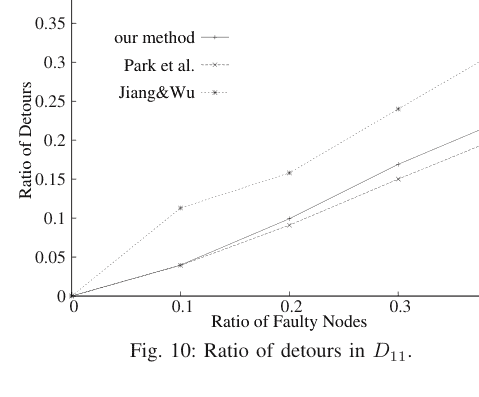 0.35
0.3
0.25
0.2
0.15
0.1
0.05
0
Ratio of Detours
our method
Park et al.
Jiang&Wu
0 0.1 0.2 0.3
Ratio of Faulty Nodes
Fig. 10: Ratio of detours in D₁₁.